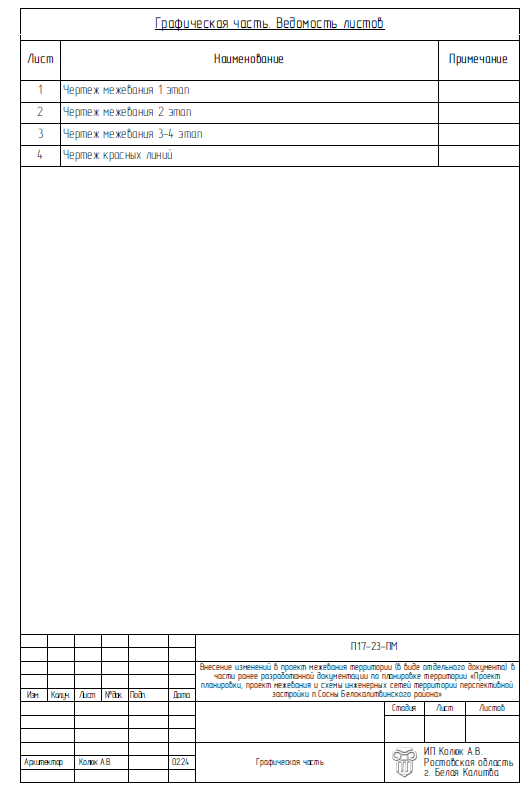 Графическая часть. Ведомость листов
Лист Наименование Примечание
1 Чертеж межевания 1 этап
2 Чертеж межевания 2 этап
3 Чертеж межевания 3-4 этап
4 Чертеж красных линий
П17-23-ПМ
Внесение изменений в проект межевания территории (в виде отдельного документа) в
части ранее разработанной документации по планировке территории «Проект
планировки, проект межевания и схемы инженерных сетей территории перспективной
застройки п.Сосны Белокалитвинского района»
Изм. Кол.уч Лист №док. Подп. Дата
Стадия Лист Листов
Архитектор Колюк А.В. 02.24
Графическая часть
ИП Колюк А.В.
Ростовская область
г. Белая Калитва